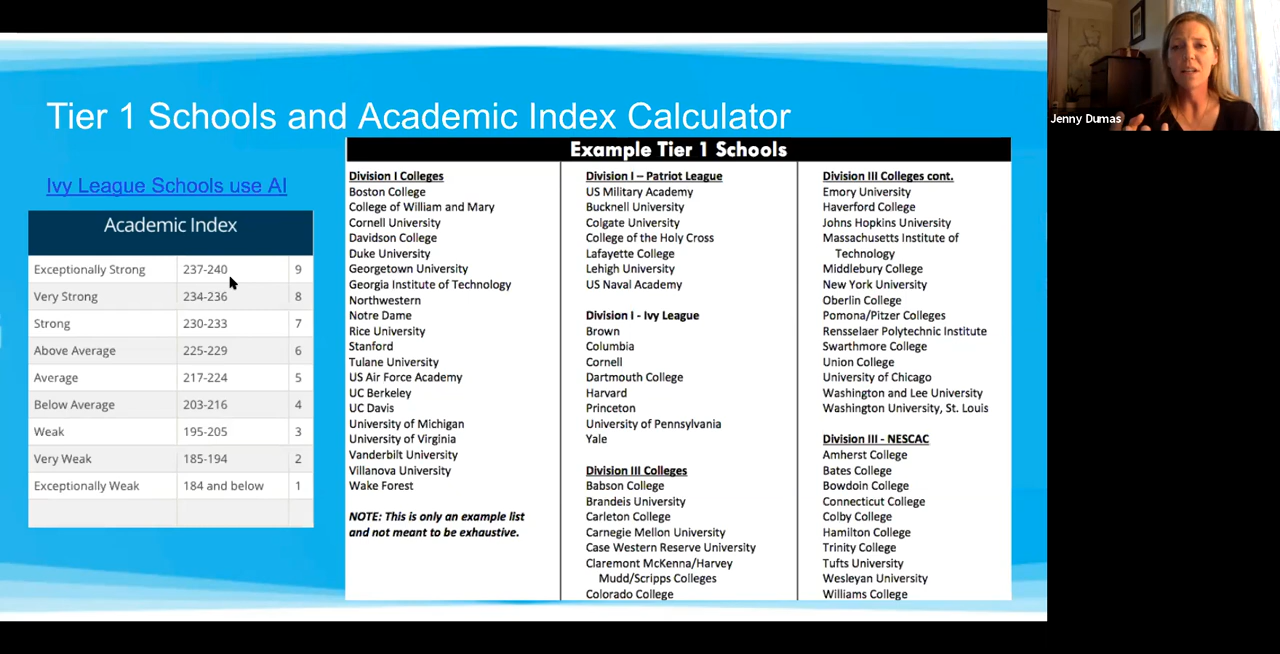 Tier 1 Schools and Academic Index Calculator
Ivy League Schools use AI
Academic Index
Exceptionally Strong 237-240 9
Very Strong 234-236 8
Strong 230-233 7
Above Average 225-229 6
Average 217-224 5
Below Average 203-216 4
Weak 195-205 3
Very Weak 185-194 2
Exceptionally Weak 184 and below 1
Example Tier 1 Schools
Division I Colleges
Boston College
College of William and Mary
Cornell University
Davidson College
Duke University
Georgetown University
Georgia Institute of Technology
Northwestern
Notre Dame
Rice University
Stanford
Tulane University
US Air Force Academy
UC Berkeley
UC Davis
University of Michigan
University of Virginia
Vanderbilt University
Villanova University
Wake Forest
NOTE: This is only an example list
and not meant to be exhaustive.
Division I – Patriot League
US Military Academy
Bucknell University
Colgate University
College of the Holy Cross
Lafayette College
Lehigh University
US Naval Academy
Division I - Ivy League
Brown
Columbia
Cornell
Dartmouth College
Harvard
Princeton
University of Pennsylvania
Yale
Division III Colleges
Babson College
Brandeis University
Carleton College
Carnegie Mellon University
Case Western Reserve University
Claremont McKenna/Harvey
Mudd/Scripps Colleges
Colorado College
Division III Colleges cont.
Emory University
Haverford College
Johns Hopkins University
Massachusetts Institute of
Technology
Middlebury College
New York University
Oberlin College
Pomona/Pitzer Colleges
Rensselaer Polytechnic Institute
Swarthmore College
Union College
University of Chicago
Washington and Lee University
Washington University, St. Louis
Division III - NESCAC
Amherst College
Bates College
Bowdoin College
Connecticut College
Colby College
Hamilton College
Trinity College
Tufts University
Wesleyan University
Williams College
Jenny Dumas